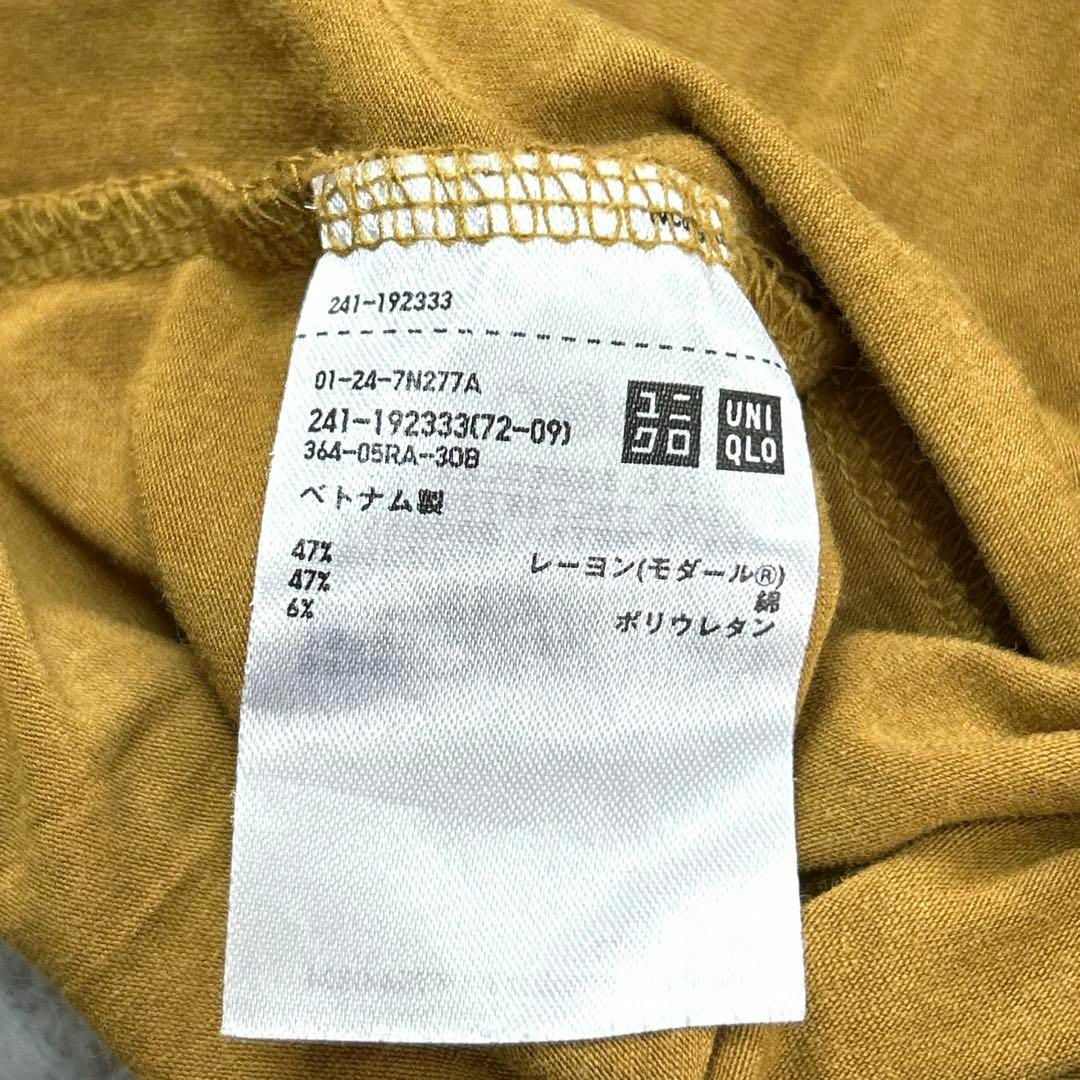 241-192333
01-24-7N277A
241-192333(72-09)
364-05RA-30B
ユニ
クロ
UNI
QLO
ベトナム製
47% レーヨン(モダール®)
47% 綿
6% ポリウレタン